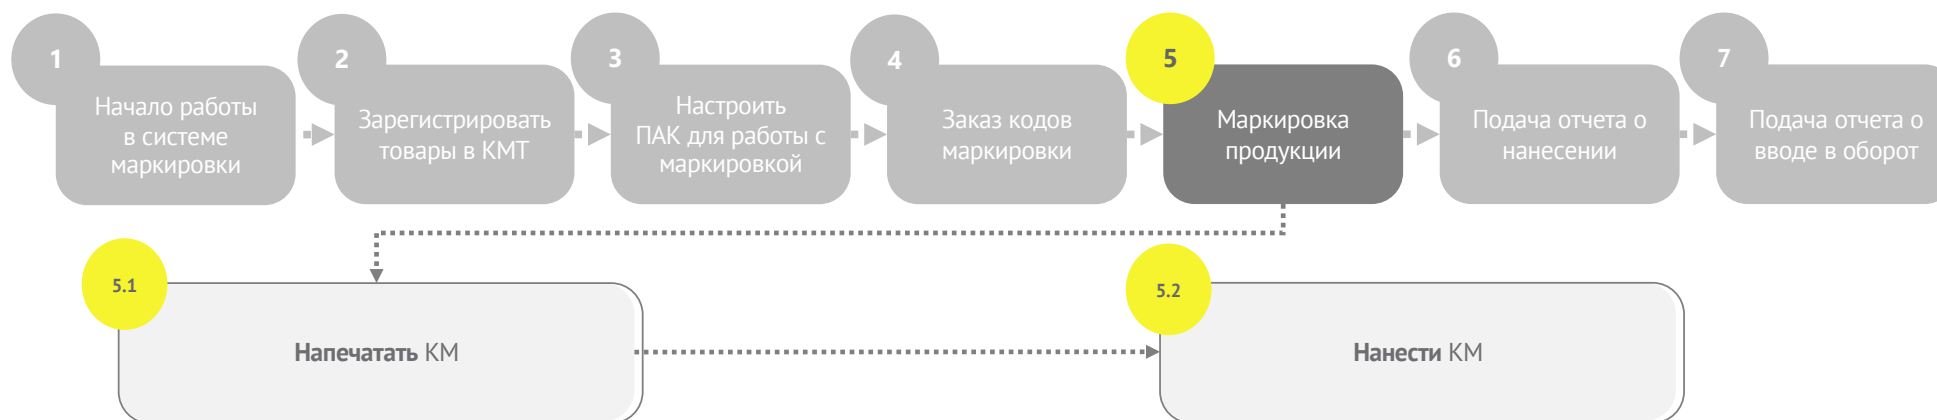 1
Начало работы
в системе
маркировки
2
Зарегистрировать
товары в КМТ
3
Настроить
ПАК для работы с
маркировкой
4
Заказ кодов
маркировки
5
Маркировка
продукции
6
Подача отчета о
нанесении
7
Подача отчета о
вводе в оборот
5.1
Напечатать КМ
5.2
Нанести КМ